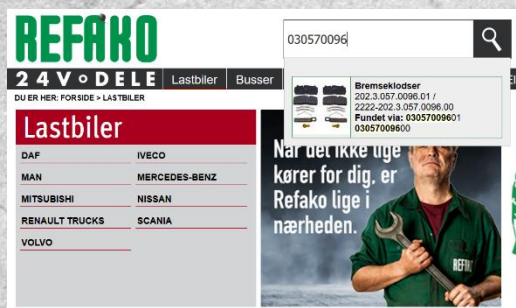 REFAKO
24V°DELE
030570096
Lastbiler
Busser
Bremseklodser
202.3.057.0096.01 /
2222-202.3.057.0096.00
Fundet via: 03057009601
03057009600
DU ER HER: FORSIDE > LASTBILER
Lastbiler
DAF
IVECO
MAN
MERCEDES-BENZ
MITSUBISHI
NISSAN
RENAULT TRUCKS
SCANIA
VOLVO
Når det ikke lige
kører for dig, er
Refako lige i
nærheden.
REFAKO